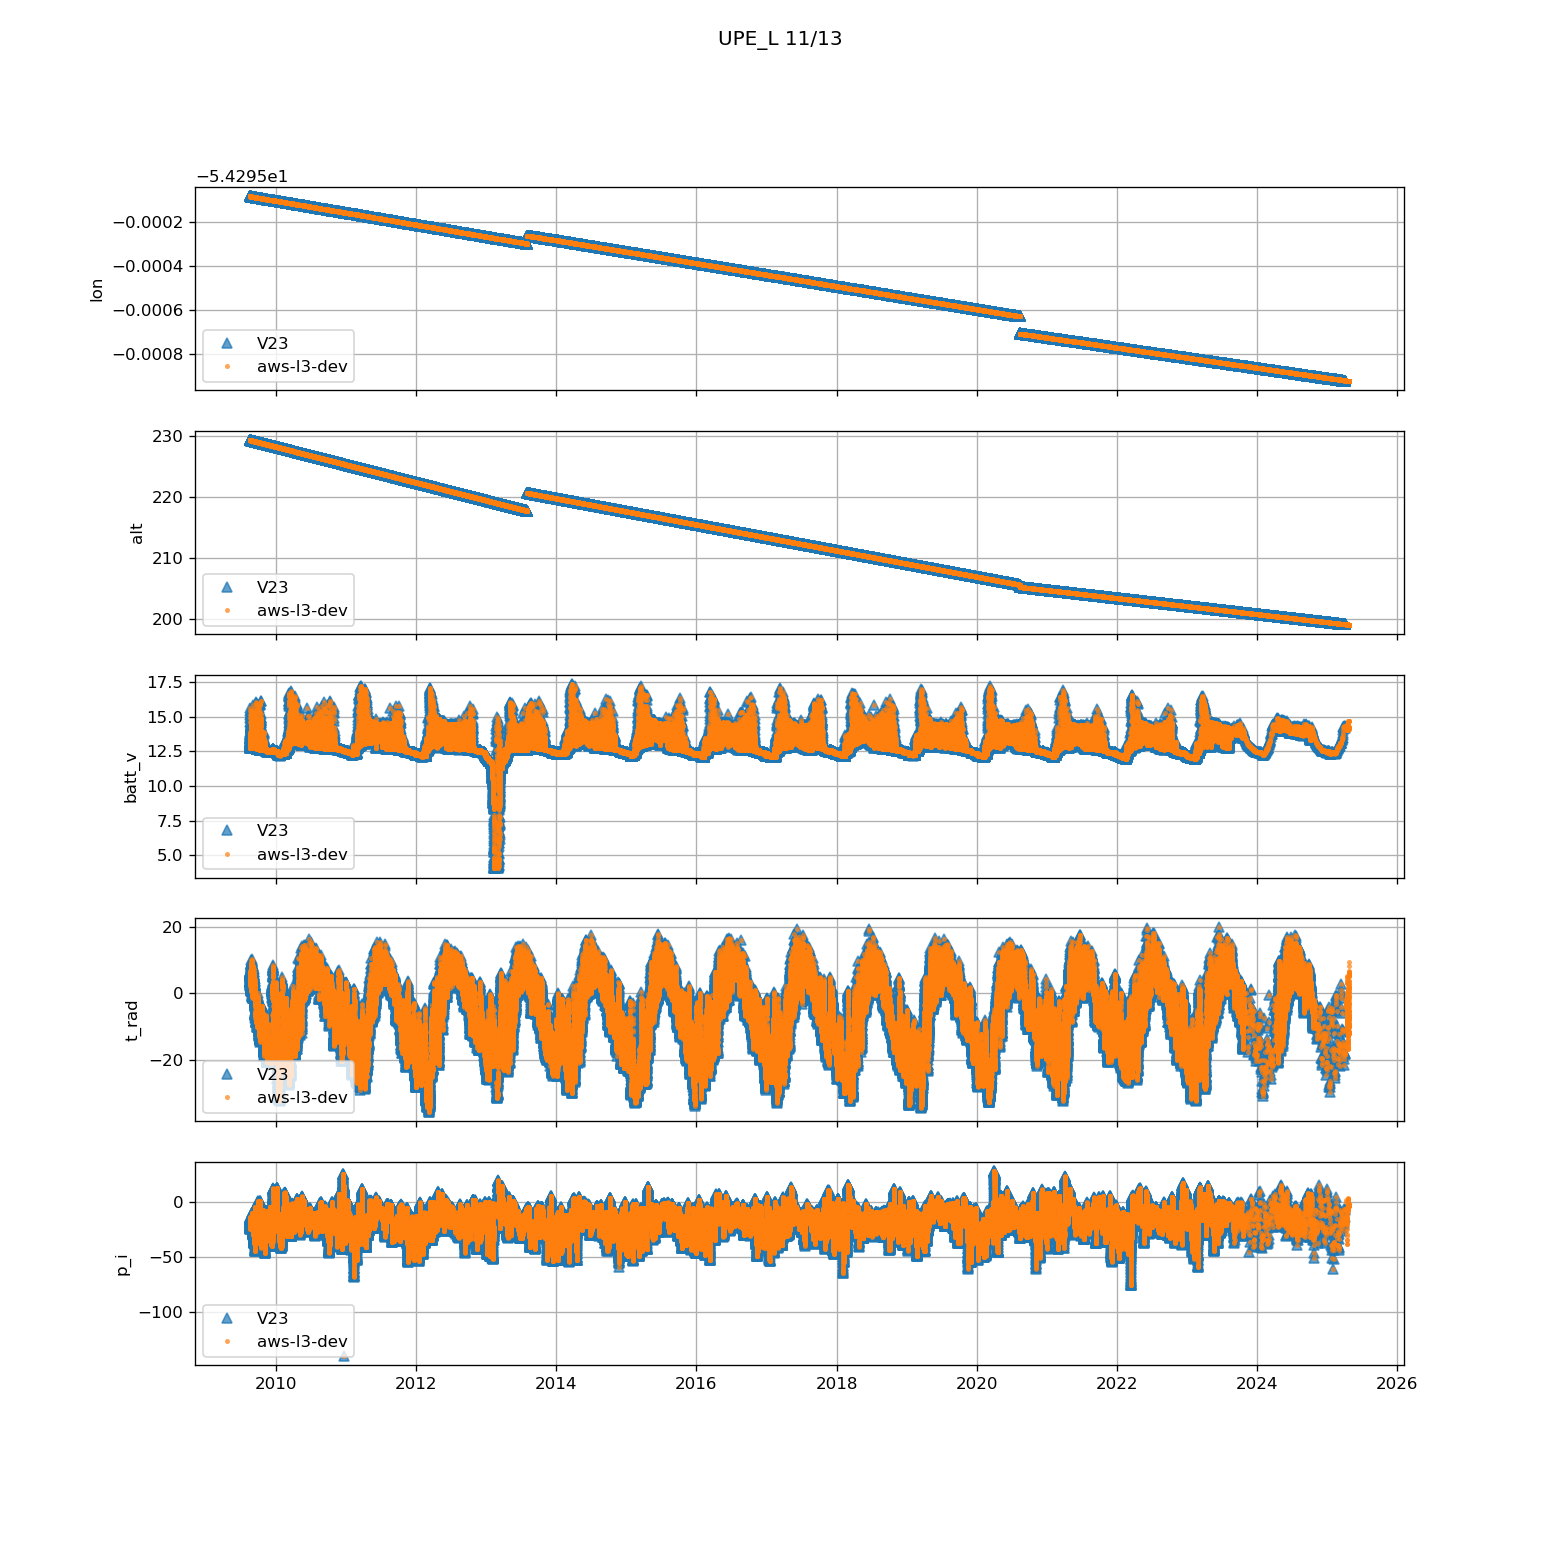 UPE_L 11/13
−5.4295e1
−0.0002
−0.0004
−0.0006
−0.0008
lon
V23
aws-l3-dev
230
220
210
200
alt
V23
aws-l3-dev
17.5
15.0
12.5
10.0
7.5
5.0
batt_v
V23
aws-l3-dev
20
0
−20
t_rad
V23
aws-l3-dev
0
−50
−100
p_i
V23
aws-l3-dev
2010 2012 2014 2016 2018 2020 2022 2024 2026